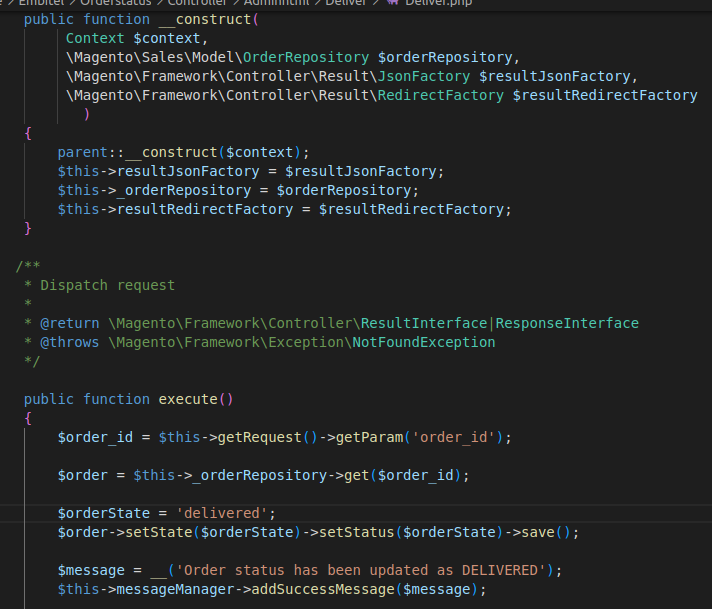 Embitel > Orderstatus > Controller > Adminhtml > Deliver > Deliver.php
public function __construct(
Context $context,
\Magento\Sales\Model\OrderRepository $orderRepository,
\Magento\Framework\Controller\Result\JsonFactory $resultJsonFactory,
\Magento\Framework\Controller\Result\RedirectFactory $resultRedirectFactory
)
{
parent::__construct($context);
$this->resultJsonFactory = $resultJsonFactory;
$this->_orderRepository = $orderRepository;
$this->resultRedirectFactory = $resultRedirectFactory;
}
/**
* Dispatch request
*
* @return \Magento\Framework\Controller\ResultInterface|ResponseInterface
* @throws \Magento\Framework\Exception\NotFoundException
*/
public function execute()
{
$order_id = $this->getRequest()->getParam('order_id');
$order = $this->_orderRepository->get($order_id);
$orderState = 'delivered';
$order->setState($orderState)->setStatus($orderState)->save();
$message = __('Order status has been updated as DELIVERED');
$this->messageManager->addSuccessMessage($message);